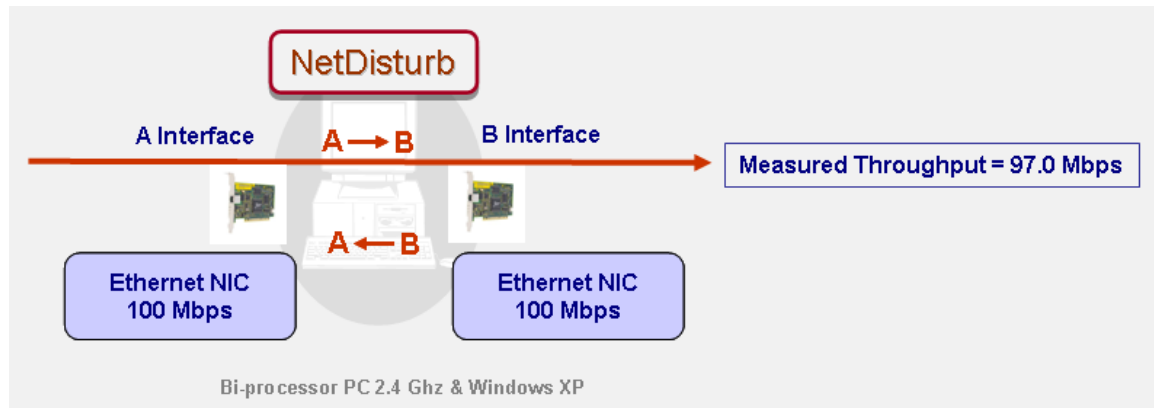 NetDisturb
A Interface
A B
B Interface
Measured Throughput = 97.0 Mbps
A B
Ethernet NIC
100 Mbps
Ethernet NIC
100 Mbps
Bi-processor PC 2.4 Ghz & Windows XP